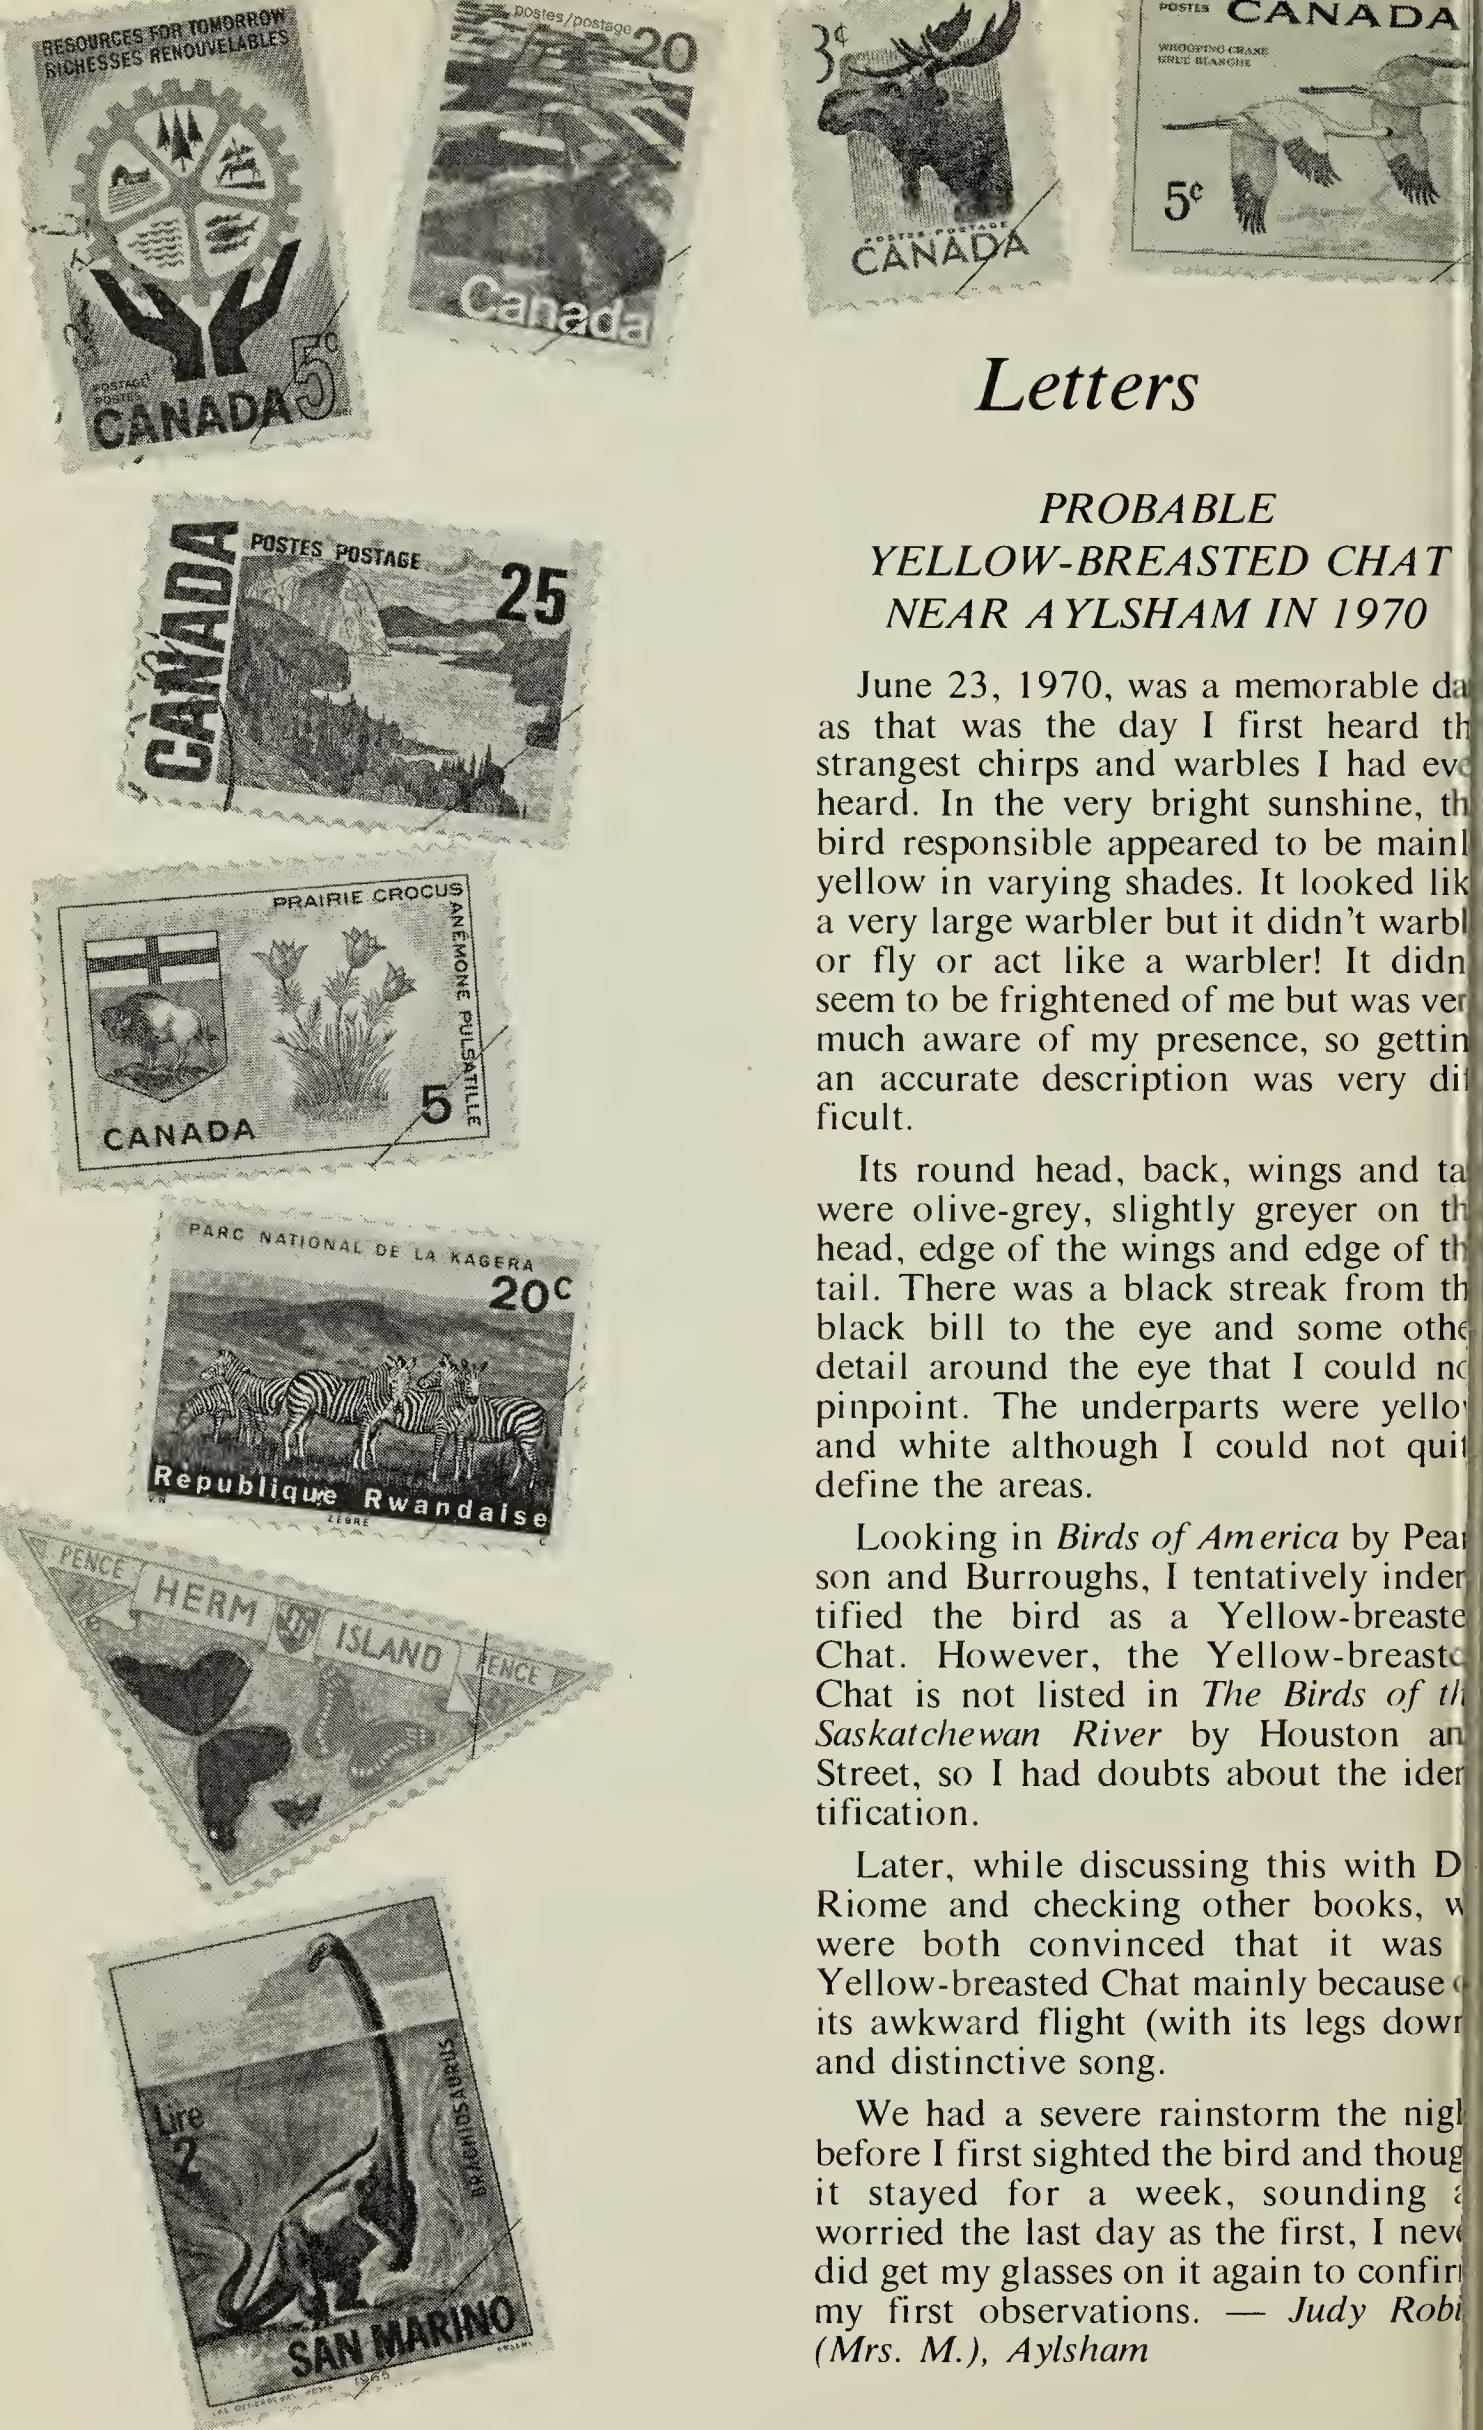 RESOURCES FOR TOMORROW
RICHESSES RENOUVELABLES
POSTAGE
POSTES
CANADA 5c
postes/postage 20
Canada
3¢
POSTES POSTAGE
CANADA
POSTES CANADA
WHOOPING CRANE
GRUE BLANCHE
5¢
CANADA
POSTES POSTAGE
25
PRAIRIE CROCUS
ANÉMONE PULSATILLE
5
CANADA
PARC NATIONAL DE LA KAGERA
20c
République Rwandaise
ZÈBRE
PENCE
HERM
ISLAND
PENCE
Lire
2
BRACHIOSAURUS
SAN MARINO
1965
Letters
PROBABLE
YELLOW-BREASTED CHAT
NEAR AYLSHAM IN 1970
June 23, 1970, was a memorable da
as that was the day I first heard th
strangest chirps and warbles I had eve
heard. In the very bright sunshine, th
bird responsible appeared to be mainl
yellow in varying shades. It looked lik
a very large warbler but it didn't warbl
or fly or act like a warbler! It didn
seem to be frightened of me but was ver
much aware of my presence, so gettin
an accurate description was very dif
ficult.
Its round head, back, wings and ta
were olive-grey, slightly greyer on th
head, edge of the wings and edge of th
tail. There was a black streak from th
black bill to the eye and some othe
detail around the eye that I could no
pinpoint. The underparts were yello
and white although I could not quit
define the areas.
Looking in Birds of America by Pear
son and Burroughs, I tentatively inden
tified the bird as a Yellow-breaste
Chat. However, the Yellow-breaste
Chat is not listed in The Birds of th
Saskatchewan River by Houston an
Street, so I had doubts about the iden
tification.
Later, while discussing this with D
Riome and checking other books, w
were both convinced that it was
Yellow-breasted Chat mainly because o
its awkward flight (with its legs down
and distinctive song.
We had a severe rainstorm the nigh
before I first sighted the bird and thoug
it stayed for a week, sounding a
worried the last day as the first, I neve
did get my glasses on it again to confir
my first observations. — Judy Robi
(Mrs. M.), Aylsham